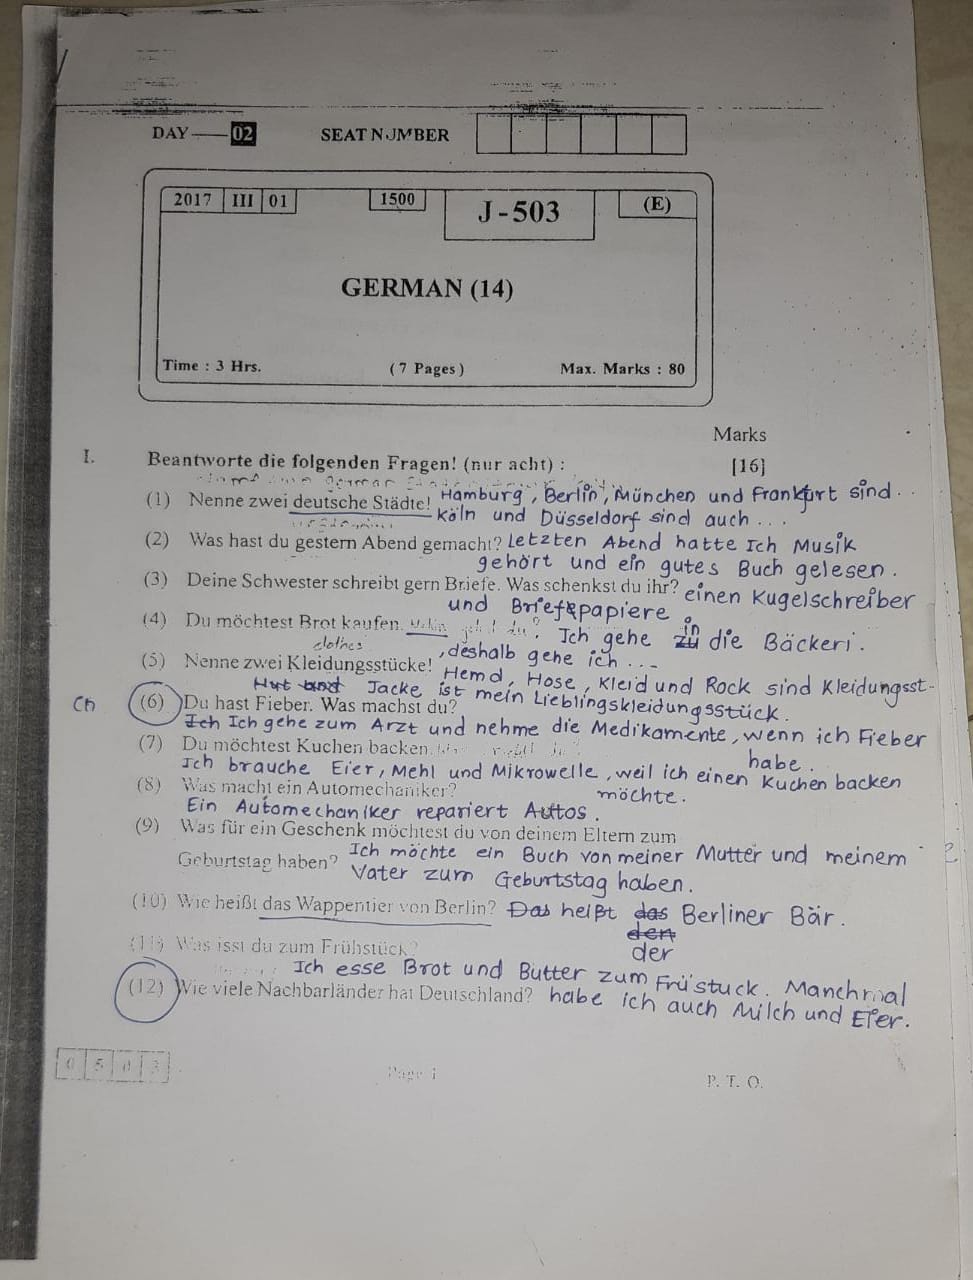 DAY — 02 SEAT NUMBER
2017 III 01 1500 J-503 (E)
GERMAN (14)
Time : 3 Hrs. (7 Pages) Max. Marks : 80
Marks
I. Beantworte die folgenden Fragen! (nur acht) : [16]
(1) Nenne zwei deutsche Städte! Hamburg, Berlin, München und Frankfurt sind ..
Köln und Düsseldorf sind auch ...
(2) Was hast du gestern Abend gemacht? Letzten Abend hatte Ich Musik
gehört und ein gutes Buch gelesen.
(3) Deine Schwester schreibt gern Briefe. Was schenkst du ihr? einen Kugelschreiber
und Briefepapiere.
(4) Du möchtest Brot kaufen. Ich gehe zu in die Bäckeri.
clothes , deshalb gehe ich ...
(5) Nenne zwei Kleidungsstücke! Hemd, Hose, Kleid und Rock sind Kleidungsst-
Hut und Jacke ist mein Lieblingskleidungsstück.
Ch (6) Du hast Fieber. Was machst du?
Ich Ich gehe zum Arzt und nehme die Medikamente, wenn ich Fieber
habe.
(7) Du möchtest Kuchen backen.
Ich brauche Eier, Mehl und Mikrowelle, weil ich einen Kuchen backen
möchte.
(8) Was macht ein Automechaniker?
Ein Automechaniker repariert Auttos.
(9) Was für ein Geschenk möchtest du von deinem Eltern zum
Geburtstag haben? Ich möchte ein Buch von meiner Mutter und meinem
Vater zum Geburtstag haben.
(10) Wie heißt das Wappentier von Berlin? Das heißt das Berliner Bär.
den
der
(11) Was isst du zum Frühstück?
Ich esse Brot und Butter zum Früstuck. Manchmal
(12) Wie viele Nachbarländer hat Deutschland? habe ich auch Milch und Eier.
0 5 0 3 Page 1 P. T. O.